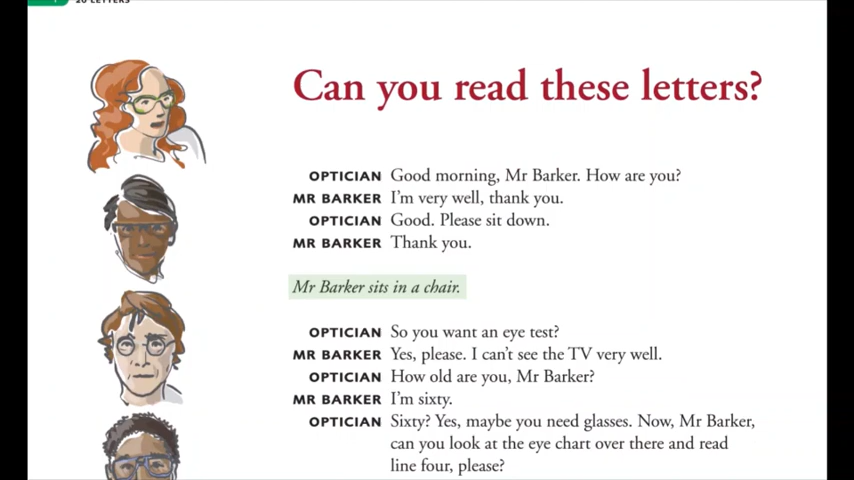 20 LETTERS
Can you read these letters?
OPTICIAN Good morning, Mr Barker. How are you?
MR BARKER I'm very well, thank you.
OPTICIAN Good. Please sit down.
MR BARKER Thank you.
Mr Barker sits in a chair.
OPTICIAN So you want an eye test?
MR BARKER Yes, please. I can't see the TV very well.
OPTICIAN How old are you, Mr Barker?
MR BARKER I'm sixty.
OPTICIAN Sixty? Yes, maybe you need glasses. Now, Mr Barker,
can you look at the eye chart over there and read
line four, please?